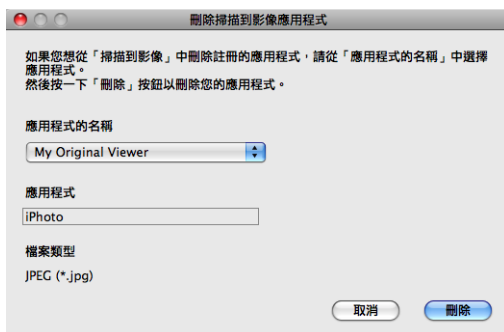 刪除掃描到影像應用程式
如果您想從「掃描到影像」中刪除註冊的應用程式，請從「應用程式的名稱」中選擇
應用程式。
然後按一下「刪除」按鈕以刪除您的應用程式。
應用程式的名稱
My Original Viewer
應用程式
iPhoto
檔案類型
JPEG (*.jpg)
取消
刪除